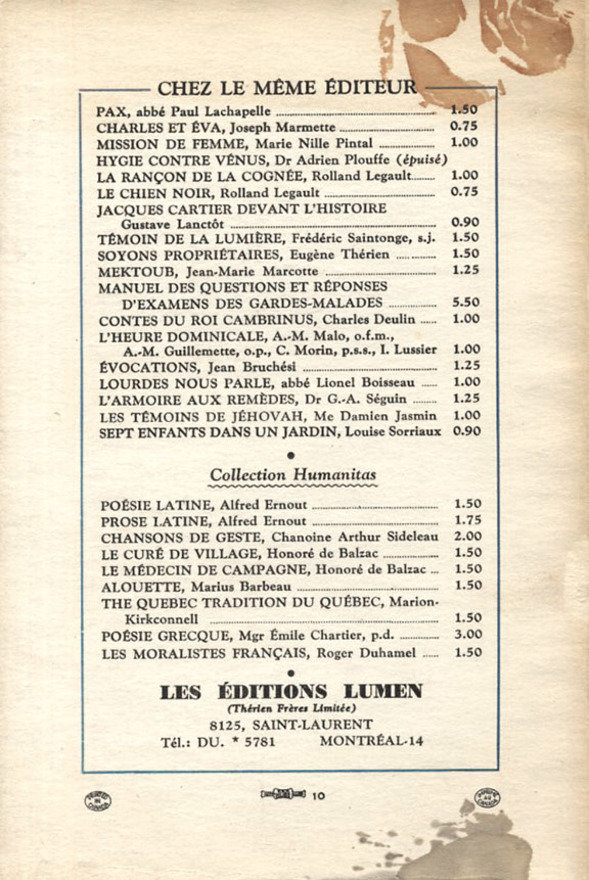 CHEZ LE MÊME ÉDITEUR
PAX, abbé Paul Lachapelle 1.50
CHARLES ET ÉVA, Joseph Marmette 0.75
MISSION DE FEMME, Marie Nille Pintal 1.00
HYGIE CONTRE VÉNUS, Dr Adrien Plouffe (épuisé)
LA RANÇON DE LA COGNÉE, Rolland Legault 1.00
LE CHIEN NOIR, Rolland Legault 0.75
JACQUES CARTIER DEVANT L'HISTOIRE
Gustave Lanctôt 0.90
TÉMOIN DE LA LUMIÈRE, Frédéric Saintonge, s.j. 1.50
SOYONS PROPRIÉTAIRES, Eugène Thérien 1.50
MEKTOUB, Jean-Marie Marcotte 1.25
MANUEL DES QUESTIONS ET RÉPONSES
D'EXAMENS DES GARDES-MALADES 5.50
CONTES DU ROI CAMBRINUS, Charles Deulin 1.00
L'HEURE DOMINICALE, A.-M. Malo, o.f.m.,
A.-M. Guillemette, o.p., C. Morin, p.s.s., I. Lussier 1.00
ÉVOCATIONS, Jean Bruchési 1.25
LOURDES NOUS PARLE, abbé Lionel Boisseau 1.00
L'ARMOIRE AUX REMÈDES, Dr G.-A. Séguin 1.25
LES TÉMOINS DE JÉHOVAH, Me Damien Jasmin 1.00
SEPT ENFANTS DANS UN JARDIN, Louise Sorriaux 0.90
Collection Humanitas
POÉSIE LATINE, Alfred Ernout 1.50
PROSE LATINE, Alfred Ernout 1.75
CHANSONS DE GESTE, Chanoine Arthur Sideleau 2.00
LE CURÉ DE VILLAGE, Honoré de Balzac 1.50
LE MÉDECIN DE CAMPAGNE, Honoré de Balzac 1.50
ALOUETTE, Marius Barbeau 1.50
THE QUEBEC TRADITION DU QUÉBEC, Marion-
Kirkconnell 1.50
POÉSIE GRECQUE, Mgr Émile Chartier, p.d. 3.00
LES MORALISTES FRANÇAIS, Roger Duhamel 1.50
LES ÉDITIONS LUMEN
(Thérien Frères Limitée)
8125, SAINT-LAURENT
Tél.: DU. * 5781 MONTRÉAL-14
PRINTED IN CANADA
10
IMPRIMÉ AU CANADA